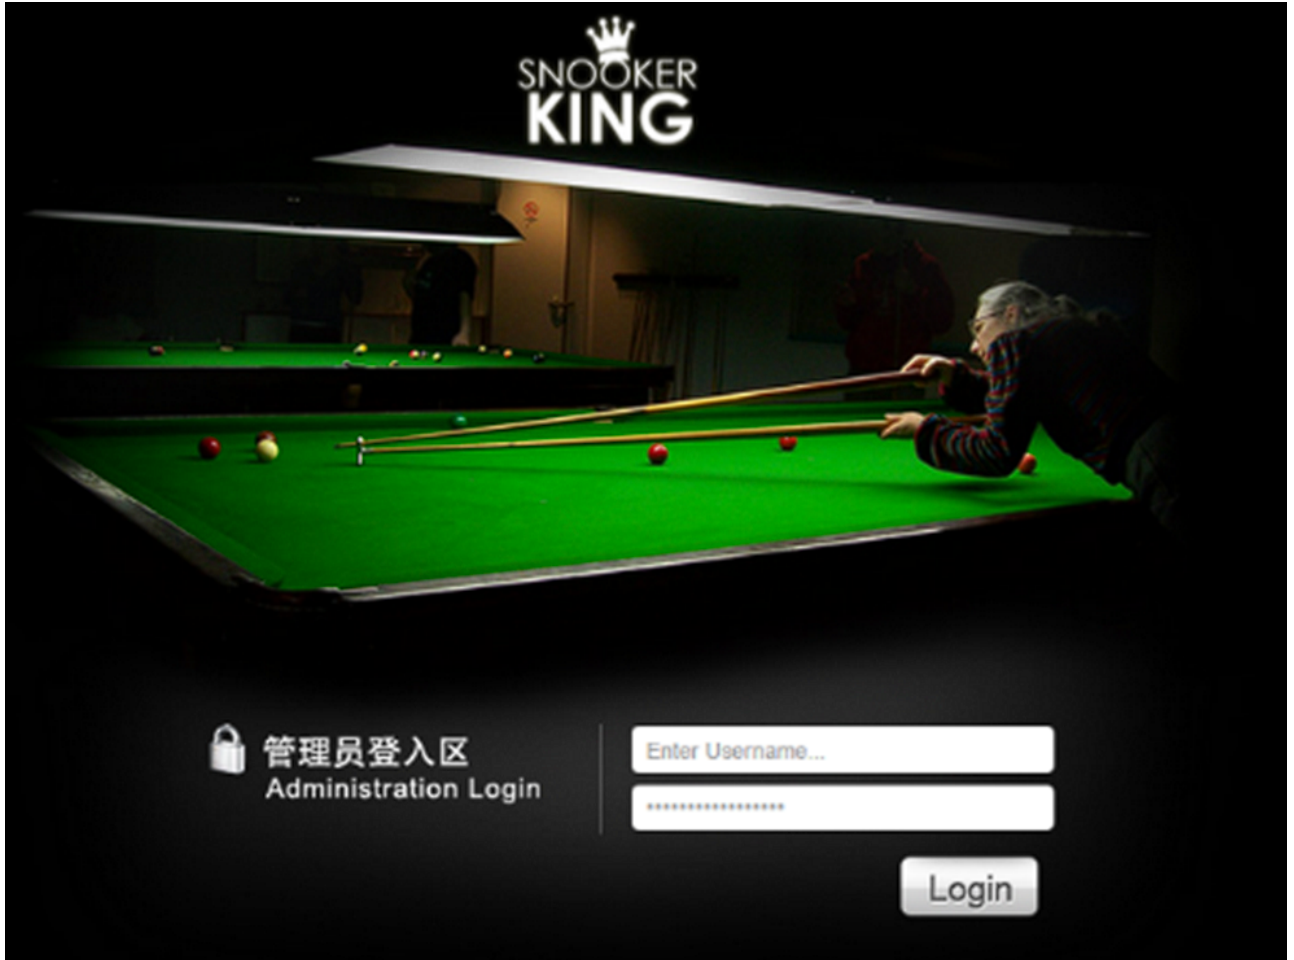 SNOOKER
KING
管理员登入区
Administration Login
Enter Username...
•••••••••••••••••
Login